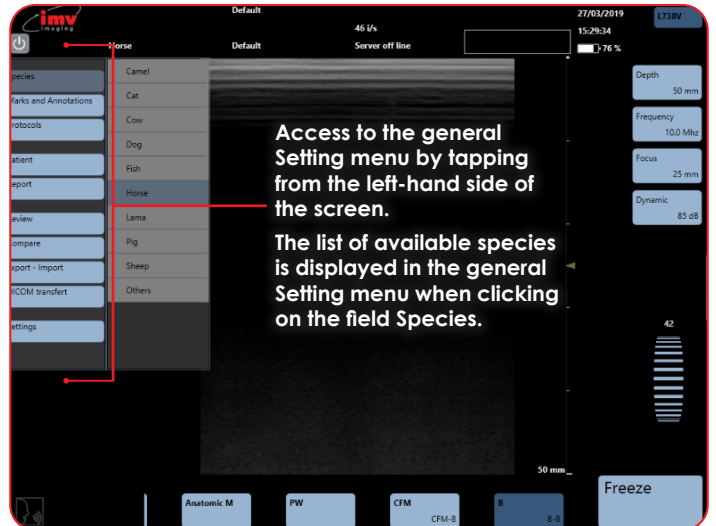 imv
imaging
Default
46 i/s
27/03/2019
L738V
15:29:34
Horse
Default
Server off line
76 %
pecies
Marks and Annotations
rotocols
atient
eport
eview
ompare
xport - Import
ICOM transfert
ettings
Camel
Cat
Cow
Dog
Fish
Horse
Lama
Pig
Sheep
Others
Access to the general
Setting menu by tapping
from the left-hand side of
the screen.
The list of available species
is displayed in the general
Setting menu when clicking
on the field Species.
Depth
50 mm
Frequency
10.0 Mhz
Focus
25 mm
Dynamic
85 dB
42
50 mm
Freeze
Anatomic M
PW
CFM
CFM-B
B
B-B